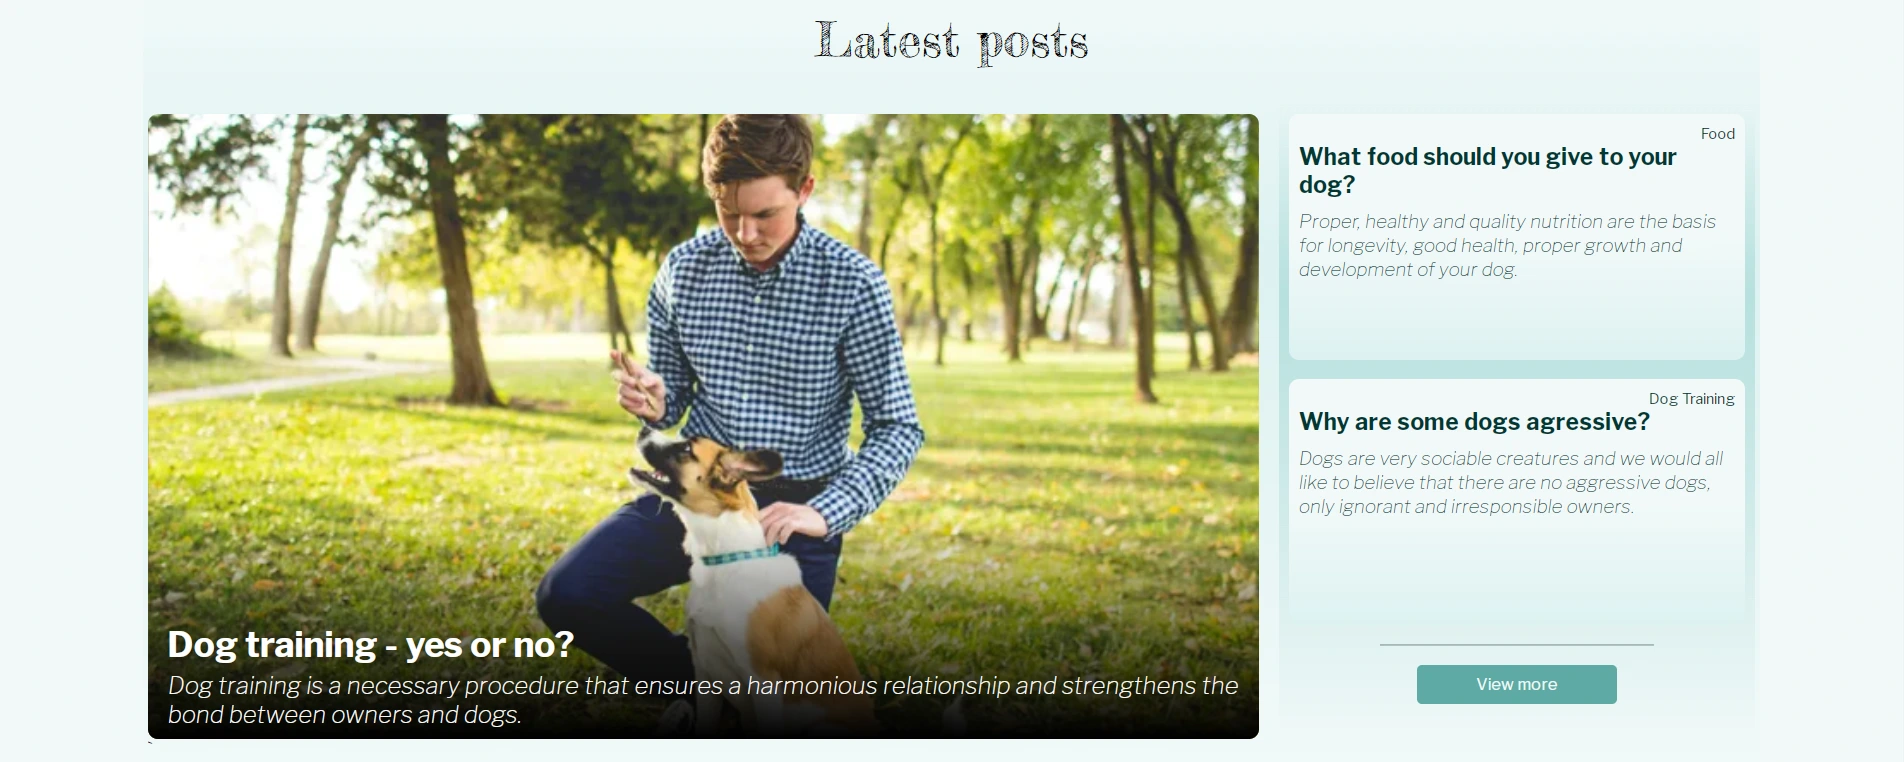 Latest posts
Dog training - yes or no?
Dog training is a necessary procedure that ensures a harmonious relationship and strengthens the
bond between owners and dogs.
Food
What food should you give to your
dog?
Proper, healthy and quality nutrition are the basis
for longevity, good health, proper growth and
development of your dog.
Dog Training
Why are some dogs agressive?
Dogs are very sociable creatures and we would all
like to believe that there are no aggressive dogs,
only ignorant and irresponsible owners.
View more